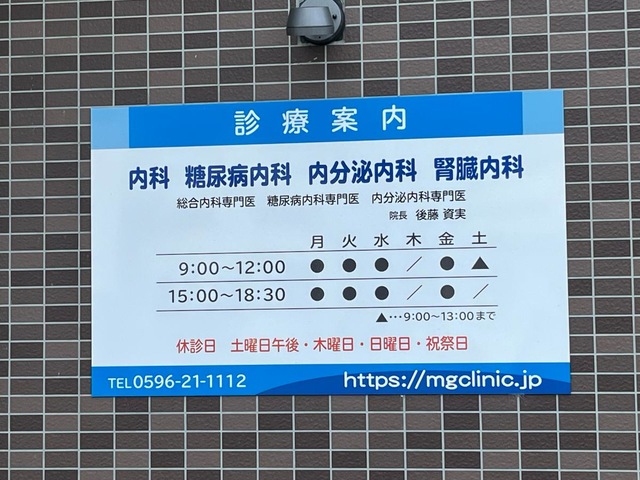 診療案内
内科 糖尿病内科 内分泌内科 腎臓内科
総合内科専門医 糖尿病内科専門医 内分泌内科専門医
院長 後藤 資実
月 火 水 木 金 土
9:00～12:00 ● ● ● ／ ● ▲
15:00～18:30 ● ● ● ／ ● ／
▲…9:00～13:00まで
休診日 土曜日午後・木曜日・日曜日・祝祭日
TEL 0596-21-1112 https://mgclinic.jp